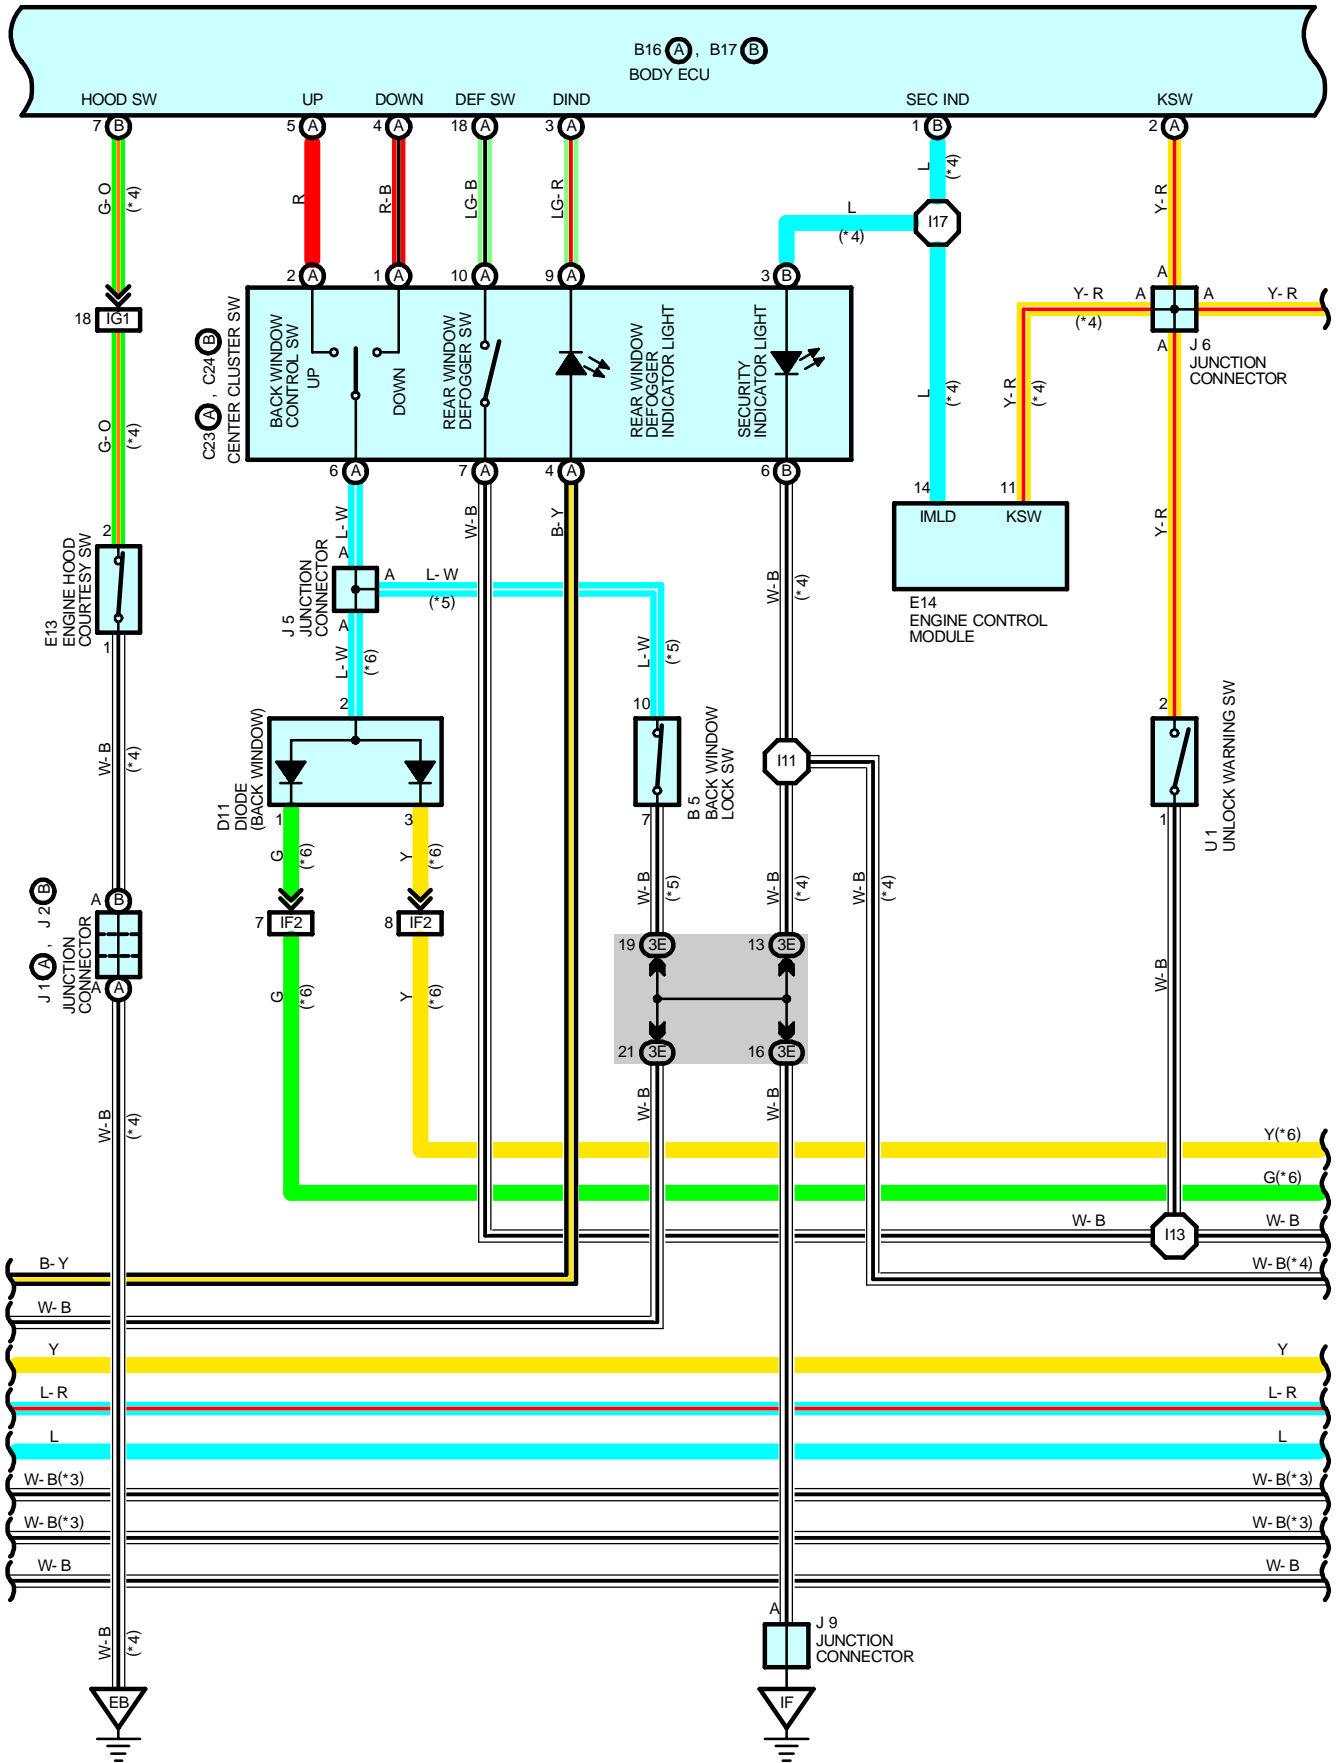 B16 A , B17 B
BODY ECU
HOOD SW
UP
DOWN
DEF SW
DIND
SEC IND
KSW
7 B
5 A
4 A
18 A
3 A
1 B
2 A
G-O
(*4)
R
R-B
LG-B
LG-R
L
(*4)
Y-R
L
(*4)
I17
2 A
1 A
10 A
9 A
3 B
18 IG1
C23 A , C24 B
CENTER CLUSTER SW
BACK WINDOW
CONTROL SW
UP
DOWN
REAR WINDOW
DEFOGGER SW
REAR WINDOW
DEFOGGER
INDICATOR LIGHT
SECURITY
INDICATOR LIGHT
A
Y-R
(*4)
A
A
Y-R
A
J 6
JUNCTION
CONNECTOR
L
(*4)
Y-R
(*4)
G-O
(*4)
6 A
7 A
4 A
6 B
14
11
IMLD
KSW
E14
ENGINE CONTROL
MODULE
L-W
W-B
B-Y
Y-R
2
E13
ENGINE HOOD
COURTESY SW
1
A
A
L-W
(*5)
J 5
JUNCTION
CONNECTOR
A
W-B
(*4)
L-W
(*6)
L-W
(*5)
2
10
2
D11
DIODE
(BACK WINDOW)
1
3
B 5
BACK WINDOW
LOCK SW
7
I11
U 1
UNLOCK WARNING SW
1
W-B
(*4)
G
(*6)
Y
(*6)
W-B
(*5)
W-B
(*4)
W-B
(*4)
A B
J 1 A , J 2 B
JUNCTION
CONNECTOR
A A
7 IF2
8 IF2
19 3E
13 3E
G
(*6)
Y
(*6)
W-B
21 3E
16 3E
W-B
(*4)
W-B
W-B
Y(*6)
G(*6)
W-B
I13
W-B
B-Y
W-B(*4)
W-B
Y
Y
L-R
L-R
L
L
W-B(*3)
W-B(*3)
W-B(*3)
W-B(*3)
W-B
W-B
W-B
(*4)
A
J 9
JUNCTION
CONNECTOR
EB
IF